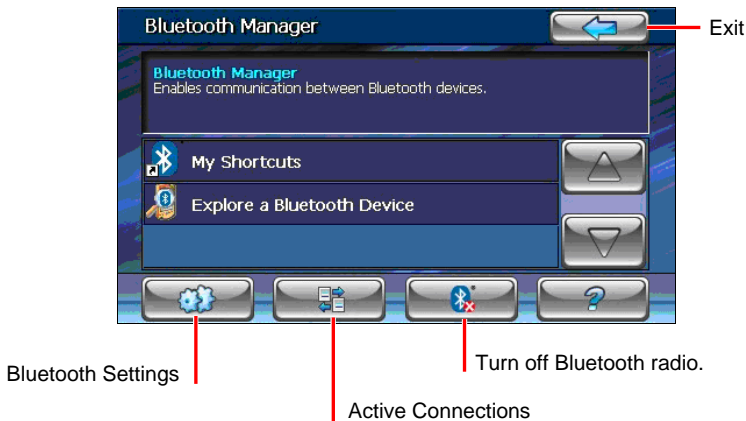 Bluetooth Manager
Exit
Bluetooth Manager
Enables communication between Bluetooth devices.
My Shortcuts
Explore a Bluetooth Device
?
Bluetooth Settings
Turn off Bluetooth radio.
Active Connections